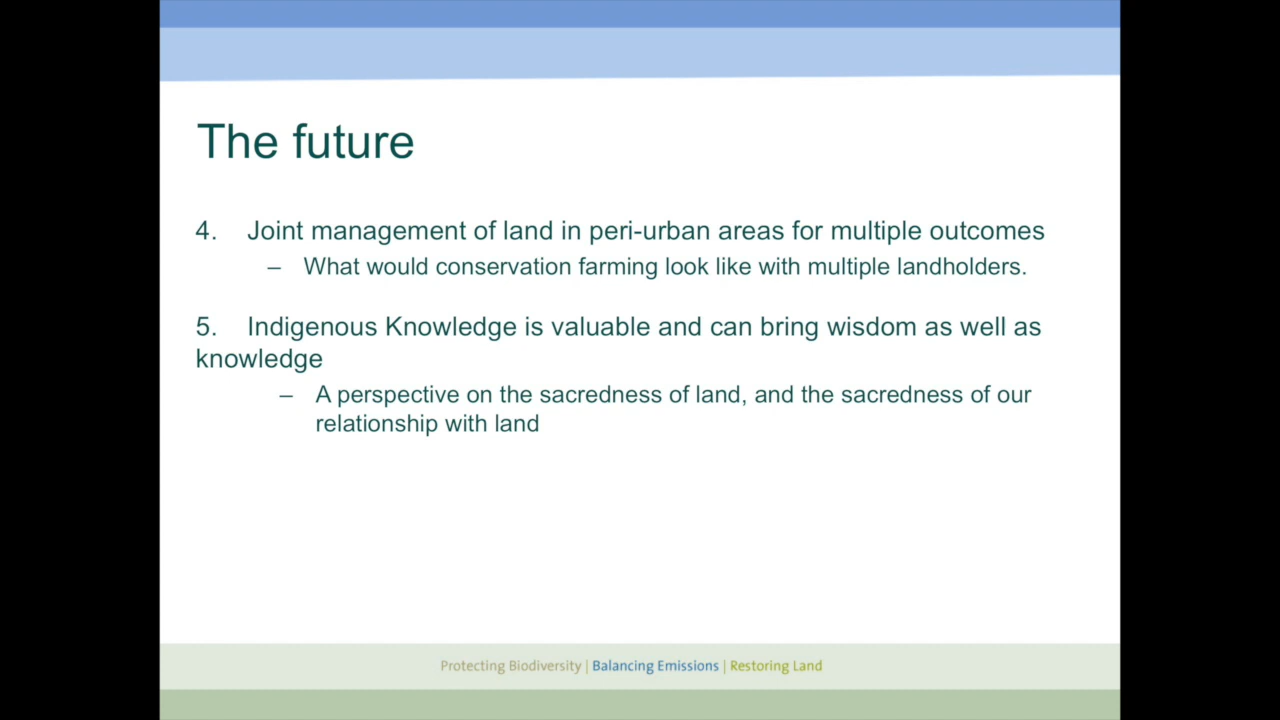 The future
4. Joint management of land in peri-urban areas for multiple outcomes
– What would conservation farming look like with multiple landholders.
5. Indigenous Knowledge is valuable and can bring wisdom as well as
knowledge
– A perspective on the sacredness of land, and the sacredness of our
relationship with land
Protecting Biodiversity | Balancing Emissions | Restoring Land